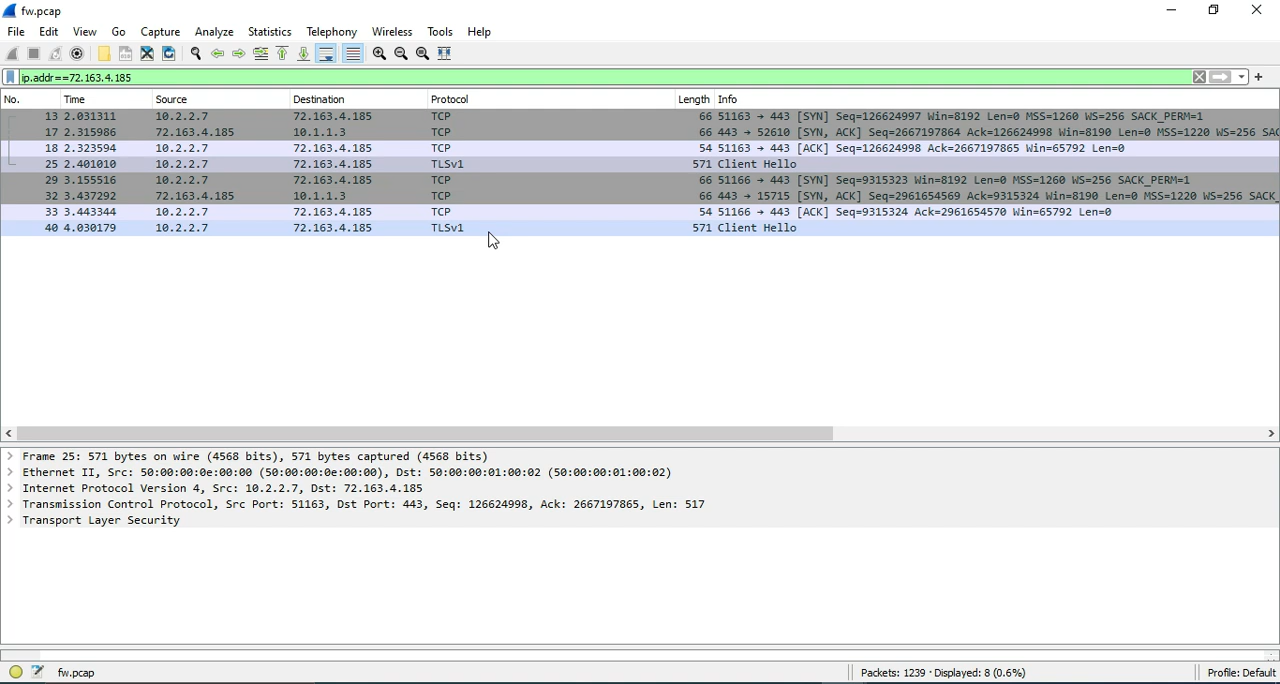 fw.pcap
File Edit View Go Capture Analyze Statistics Telephony Wireless Tools Help
ip.addr==72.163.4.185
No. Time Source Destination Protocol Length Info
13 2.031311 10.2.2.7 72.163.4.185 TCP 66 51163 → 443 [SYN] Seq=126624997 Win=8192 Len=0 MSS=1260 WS=256 SACK_PERM=1
17 2.315986 72.163.4.185 10.1.1.3 TCP 66 443 → 52610 [SYN, ACK] Seq=2667197864 Ack=126624998 Win=8190 Len=0 MSS=1220 WS=256 SAC
18 2.323594 10.2.2.7 72.163.4.185 TCP 54 51163 → 443 [ACK] Seq=126624998 Ack=2667197865 Win=65792 Len=0
25 2.401010 10.2.2.7 72.163.4.185 TLSv1 571 Client Hello
29 3.155516 10.2.2.7 72.163.4.185 TCP 66 51166 → 443 [SYN] Seq=9315323 Win=8192 Len=0 MSS=1260 WS=256 SACK_PERM=1
32 3.437292 72.163.4.185 10.1.1.3 TCP 66 443 → 15715 [SYN, ACK] Seq=2961654569 Ack=9315324 Win=8190 Len=0 MSS=1220 WS=256 SACK_
33 3.443344 10.2.2.7 72.163.4.185 TCP 54 51166 → 443 [ACK] Seq=9315324 Ack=2961654570 Win=65792 Len=0
40 4.030179 10.2.2.7 72.163.4.185 TLSv1 571 Client Hello
Frame 25: 571 bytes on wire (4568 bits), 571 bytes captured (4568 bits)
Ethernet II, Src: 50:00:00:0e:00:00 (50:00:00:0e:00:00), Dst: 50:00:00:01:00:02 (50:00:00:01:00:02)
Internet Protocol Version 4, Src: 10.2.2.7, Dst: 72.163.4.185
Transmission Control Protocol, Src Port: 51163, Dst Port: 443, Seq: 126624998, Ack: 2667197865, Len: 517
Transport Layer Security
fw.pcap Packets: 1239 · Displayed: 8 (0.6%) Profile: Default